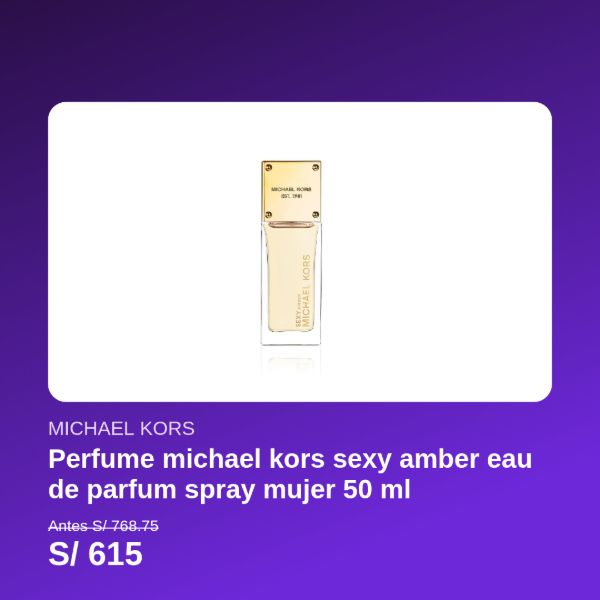 MICHAEL KORS
EST. 1981
SEXY AMBER
MICHAEL KORS
MICHAEL KORS
Perfume michael kors sexy amber eau
de parfum spray mujer 50 ml
Antes S/ 768.75
S/ 615